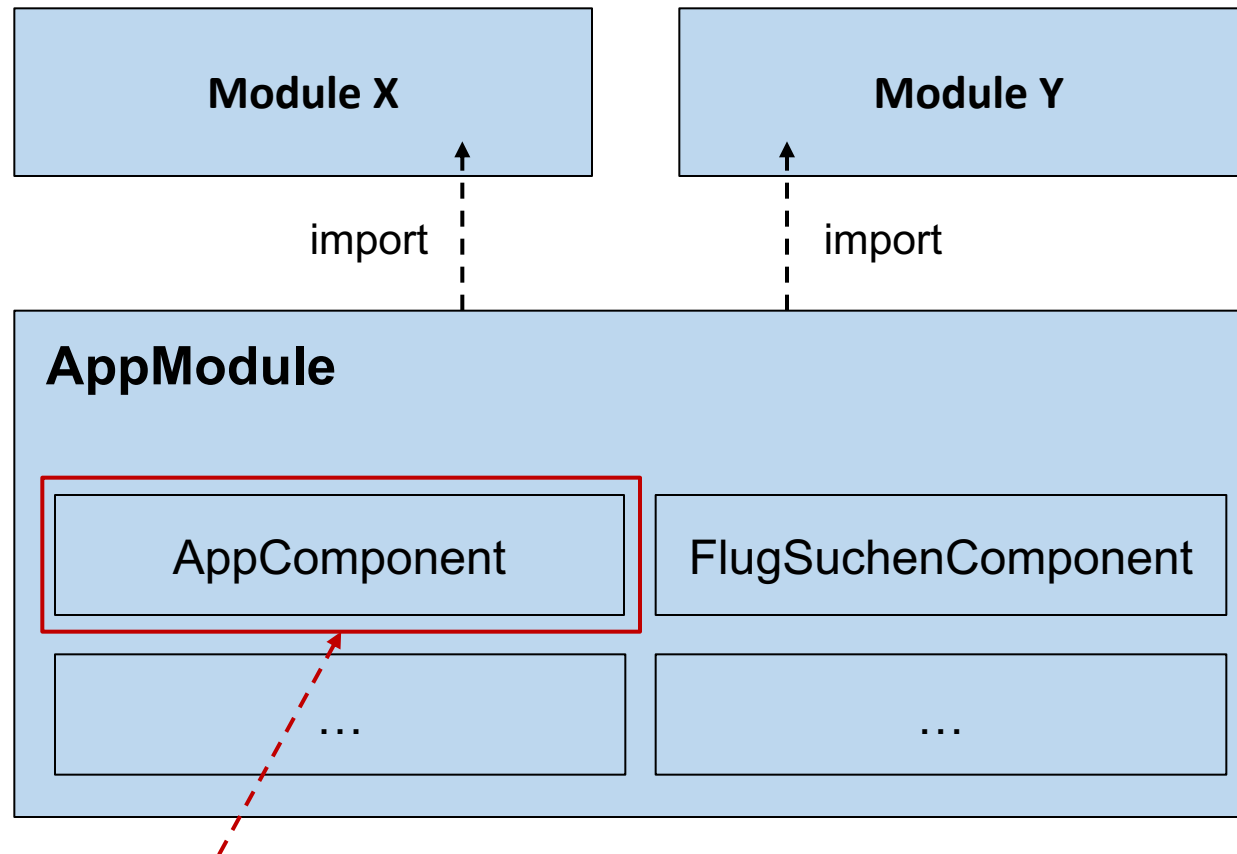 Module X
Module Y
import
import
AppModule
AppComponent
FlugSuchenComponent
…
…